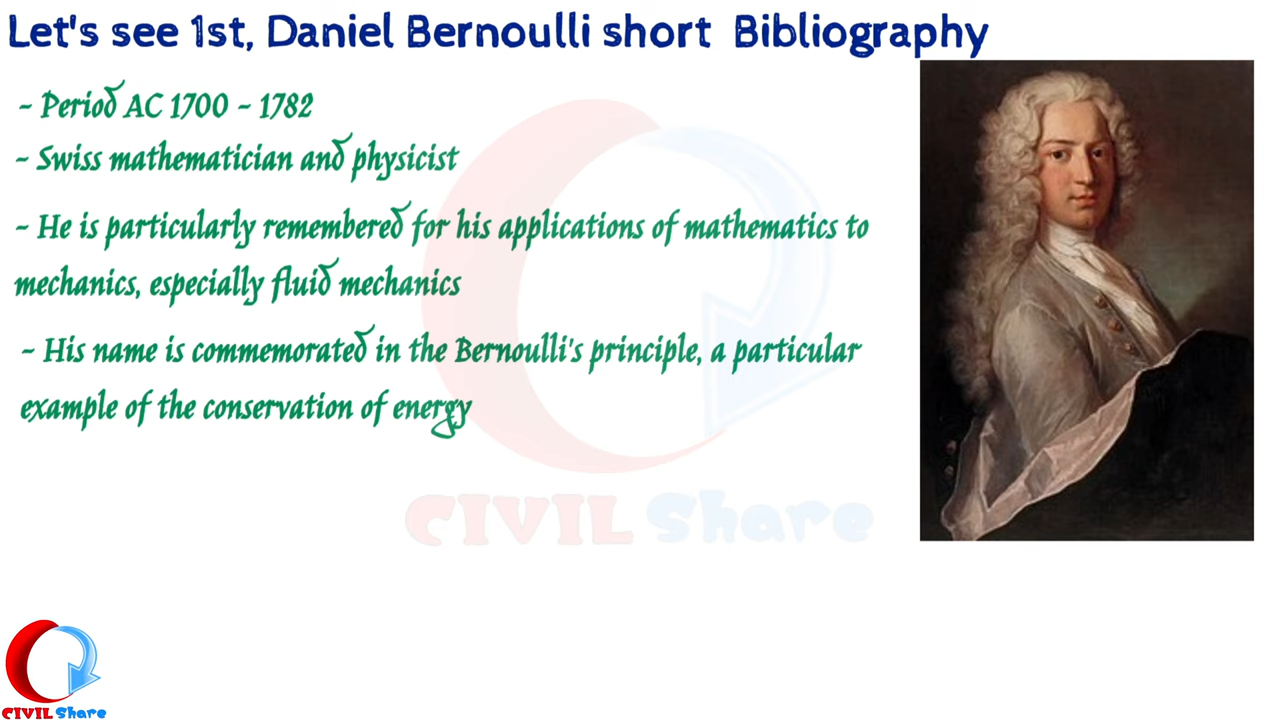 Let's see 1st, Daniel Bernoulli short Bibliography
- Period AC 1700 - 1782
- Swiss mathematician and physicist
- He is particularly remembered for his applications of mathematics to
mechanics, especially fluid mechanics
- His name is commemorated in the Bernoulli's principle, a particular
example of the conservation of energy
CIVIL Share
CIVIL Share